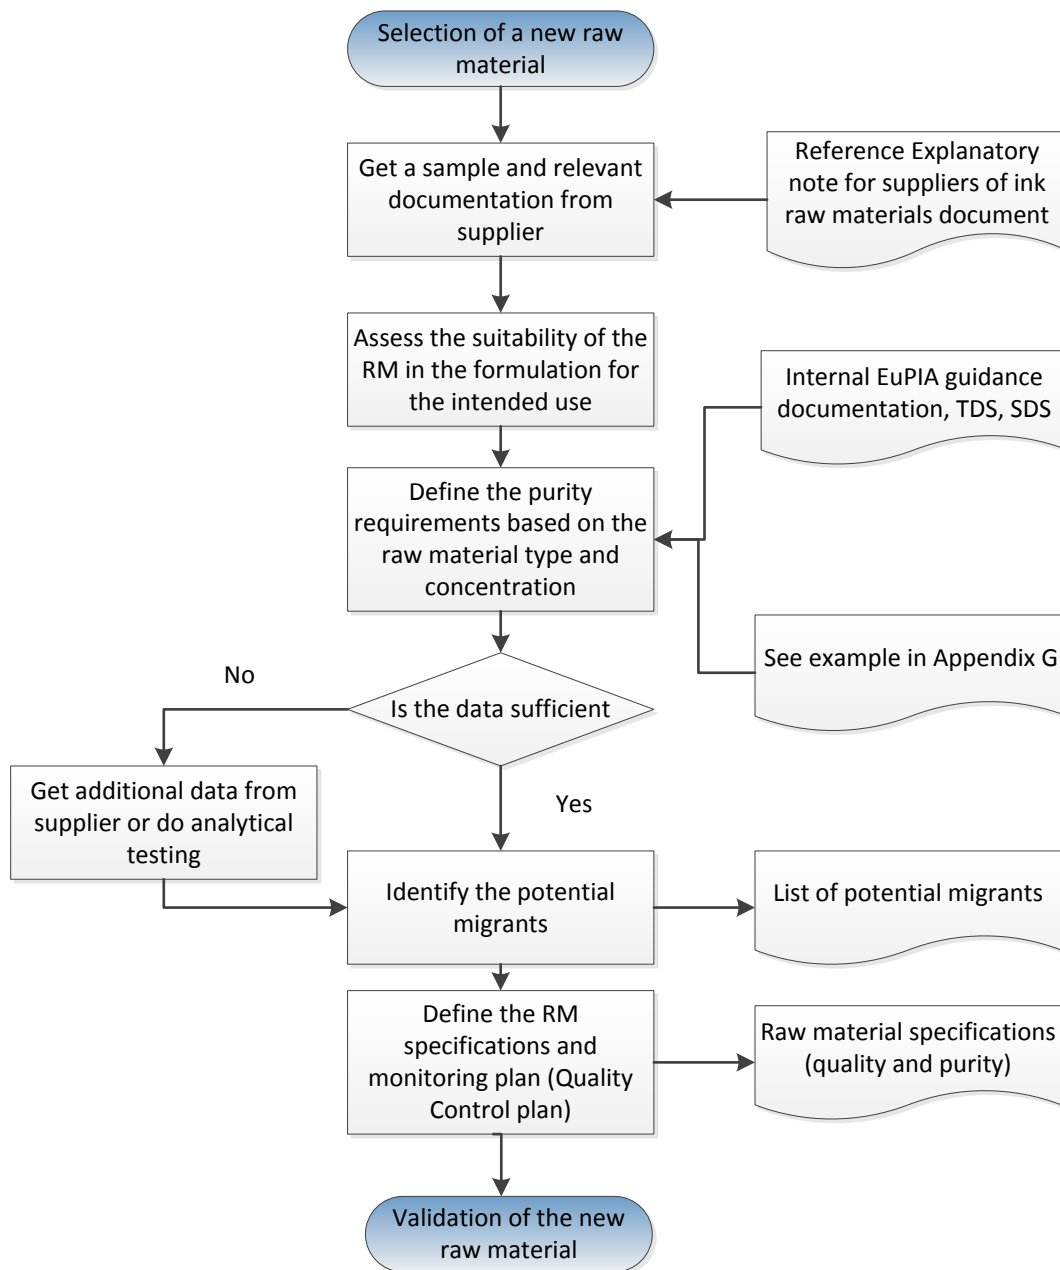 Selection of a new raw
material
Get a sample and relevant
documentation from
supplier
Reference Explanatory
note for suppliers of ink
raw materials document
Assess the suitability of the
RM in the formulation for
the intended use
Internal EuPIA guidance
documentation, TDS, SDS
Define the purity
requirements based on the
raw material type and
concentration
See example in Appendix G
No
Is the data sufficient
Get additional data from
supplier or do analytical
testing
Yes
Identify the potential
migrants
List of potential migrants
Define the RM
specifications and
monitoring plan (Quality
Control plan)
Raw material specifications
(quality and purity)
Validation of the new
raw material